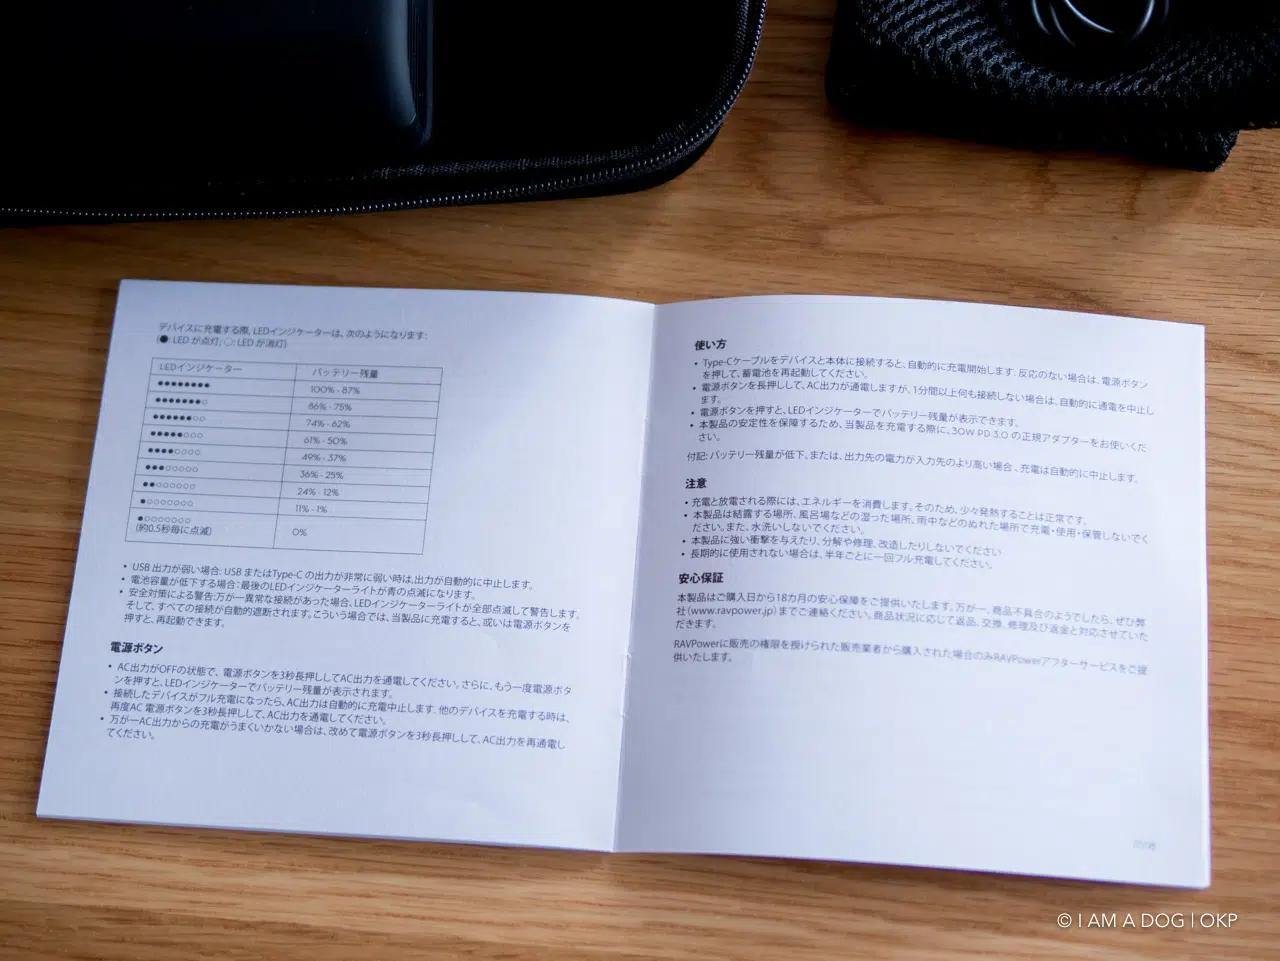 デバイスに充電する際, LEDインジケーターは、次のようになります:
(●: LED が点灯; ○: LED が消灯)
LEDインジケーター バッテリー残量
●●●●●●●● 100% - 87%
●●●●●●●○ 86% - 75%
●●●●●●○○ 74% - 62%
●●●●●○○○ 61% - 50%
●●●●○○○○ 49% - 37%
●●●○○○○○ 36% - 25%
●●○○○○○○ 24% - 12%
●○○○○○○○ 11% - 1%
●○○○○○○○
(約0.5秒毎に点滅) 0%
• USB 出力が弱い場合: USB またはType-C の出力が非常に弱い時は、出力が自動的に中止します。
• 電池容量が低下する場合: 最後のLEDインジケーターライトが青の点滅になります。
• 安全対策による警告:万が一異常な接続があった場合、LEDインジケーターライトが全部点滅して警告します。
そして、すべての接続が自動的遮断されます。こういう場合では、当製品に充電すると、或いは電源ボタンを
押すと、再起動できます。
電源ボタン
• AC出力がOFFの状態で、電源ボタンを3秒長押ししてAC出力を通電してください。さらに、もう一度電源ボタ
ンを押すと、LEDインジケーターでバッテリー残量が表示されます。
• 接続したデバイスがフル充電になったら、AC出力は自動的に充電中止します. 他のデバイスを充電する時は、
再度AC 電源ボタンを3秒長押しして、AC出力を通電してください。
• 万が一AC出力からの充電がうまくいかない場合は、改めて電源ボタンを3秒長押しして、AC出力を再通電し
てください。
使い方
• Type-Cケーブルをデバイスと本体に接続すると、自動的に充電開始します. 反応のない場合は、電源ボタン
を押して、蓄電池を再起動してください。
• 電源ボタンを長押しして、AC出力が通電しますが、1分間以上何も接続しない場合は、自動的に通電を中止し
ます。
• 電源ボタンを押すと、LEDインジケーターでバッテリー残量が表示できます。
• 本製品の安定性を保障するため、当製品を充電する際に、30W PD 3.0 の正規アダプターをお使いくだ
さい。
付記: バッテリー残量が低下、または、出力先の電力が入力先のより高い場合、充電は自動的に中止します。
注意
• 充電と放電される際には、エネルギーを消費します。そのため、少々発熱することは正常です。
• 本製品は結露する場所、風呂場などの湿った場所、雨中などのぬれた場所で充電・使用・保管しないでく
ださい。また、水洗いしないでください。
• 本製品に強い衝撃を与えたり、分解や修理、改造したりしないでください
• 長期的に使用されない場合は、半年ごとに一回フル充電してください。
安心保証
本製品はご購入日から18カ月の安心保障をご提供いたします。万が一、商品不具合のようでしたら、ぜひ弊
社(www.ravpower.jp)までご連絡ください。商品状況に応じて返品、交換、修理及び返金と対応させていた
だきます。
RAVPowerに販売の権限を授けられた販売業者から購入された場合のみRAVPowerアフターサービスをご提
供いたします。
© I AM A DOG | OKP